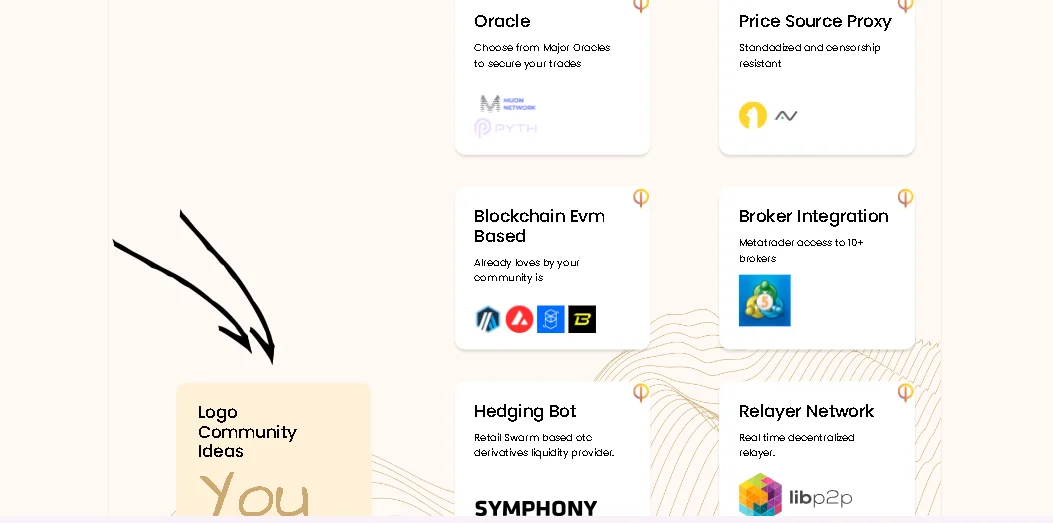 Oracle
Choose from Major Oracles
to secure your trades
MUON
NETWORK
PYTH
Price Source Proxy
Standadized and censorship
resistant
Blockchain Evm
Based
Already loves by your
community is
Broker Integration
Metatrader access to 10+
brokers
5
Logo
Community
Ideas
You
Hedging Bot
Retail Swarm based otc
derivatives liquidity provider.
SYMPHONY
Relayer Network
Real time decentralized
relayer.
libp2p